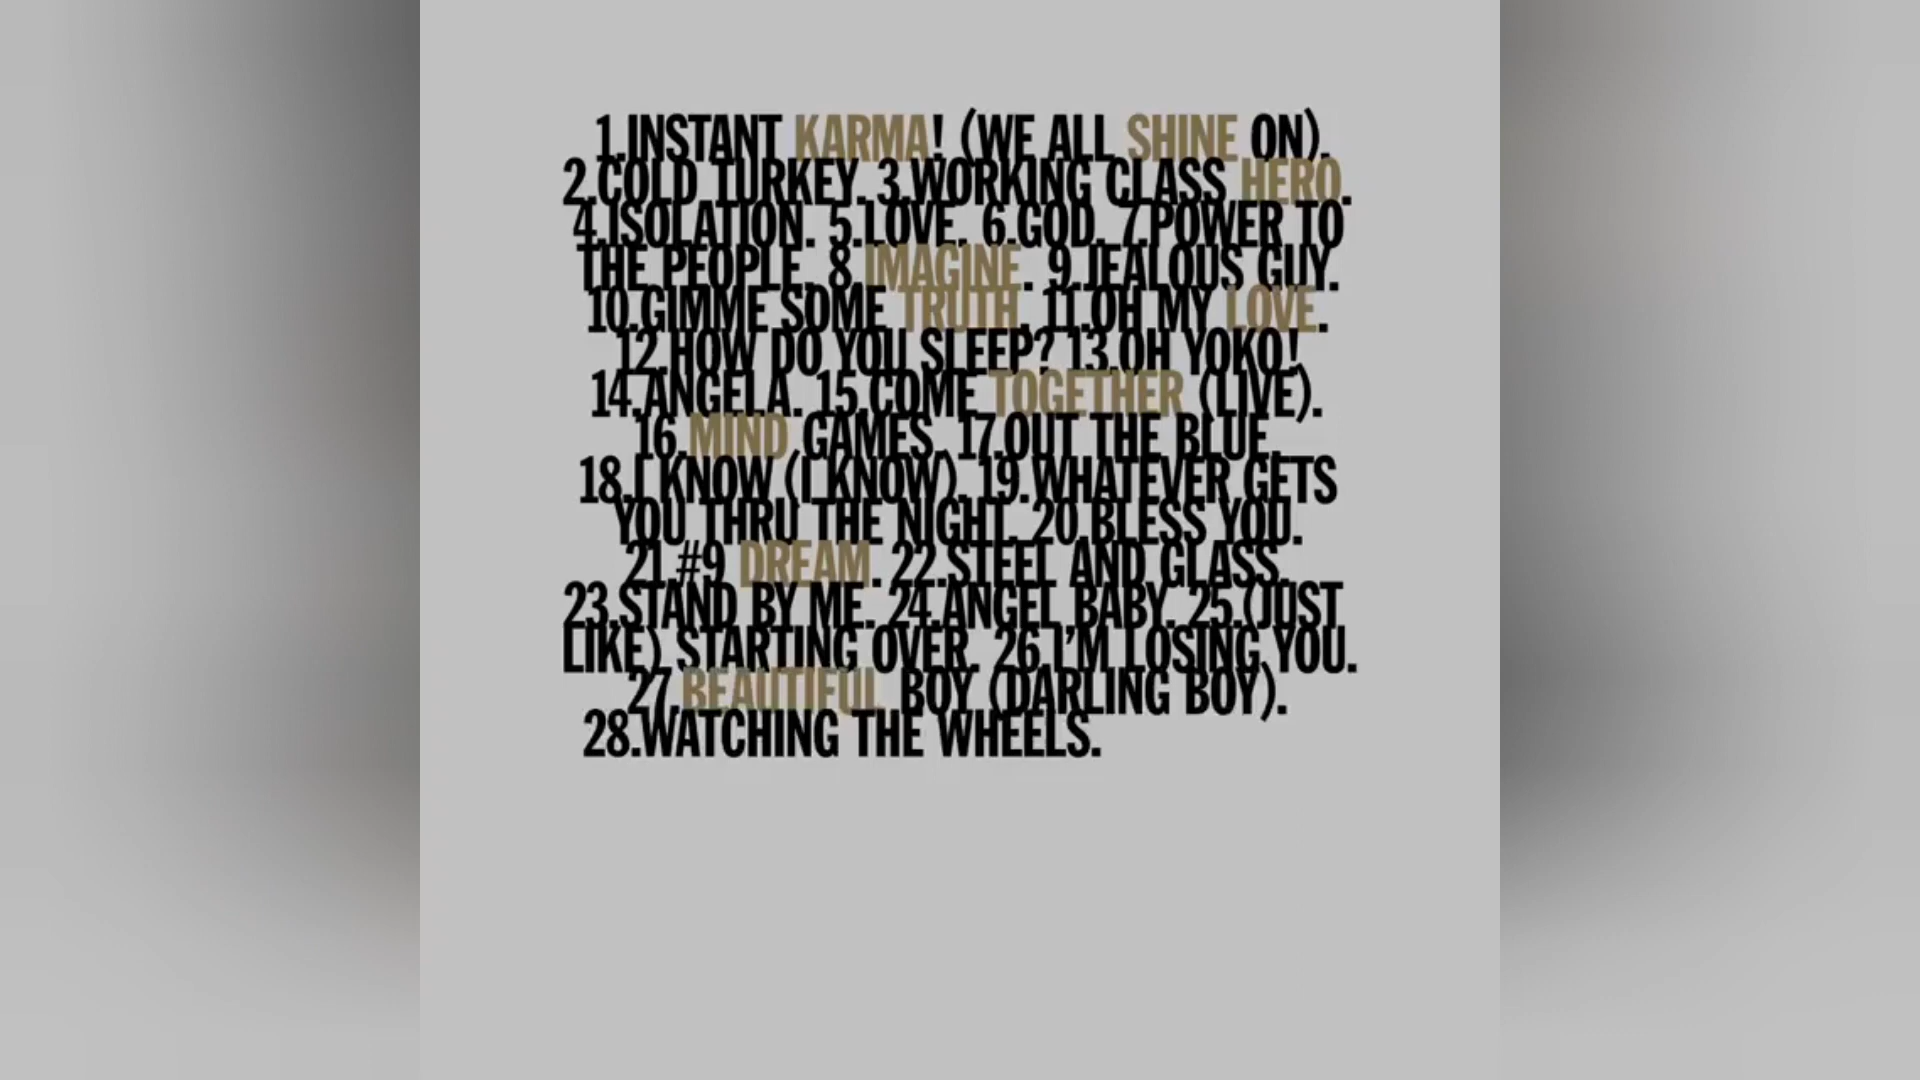 1.INSTANT KARMA! (WE ALL SHINE ON).
2.COLD TURKEY. 3.WORKING CLASS HERO.
4.ISOLATION. 5.LOVE. 6.GOD. 7.POWER TO
THE PEOPLE. 8.IMAGINE. 9.JEALOUS GUY.
10.GIMME SOME TRUTH. 11.OH MY LOVE.
12.HOW DO YOU SLEEP? 13.OH YOKO!
14.ANGELA. 15.COME TOGETHER (LIVE).
16.MIND GAMES. 17.OUT THE BLUE.
18.I KNOW (I KNOW). 19.WHATEVER GETS
YOU THRU THE NIGHT. 20.BLESS YOU.
21.#9 DREAM. 22.STEEL AND GLASS.
23.STAND BY ME. 24.ANGEL BABY. 25.(JUST
LIKE) STARTING OVER. 26.I'M LOSING YOU.
27.BEAUTIFUL BOY (DARLING BOY).
28.WATCHING THE WHEELS.